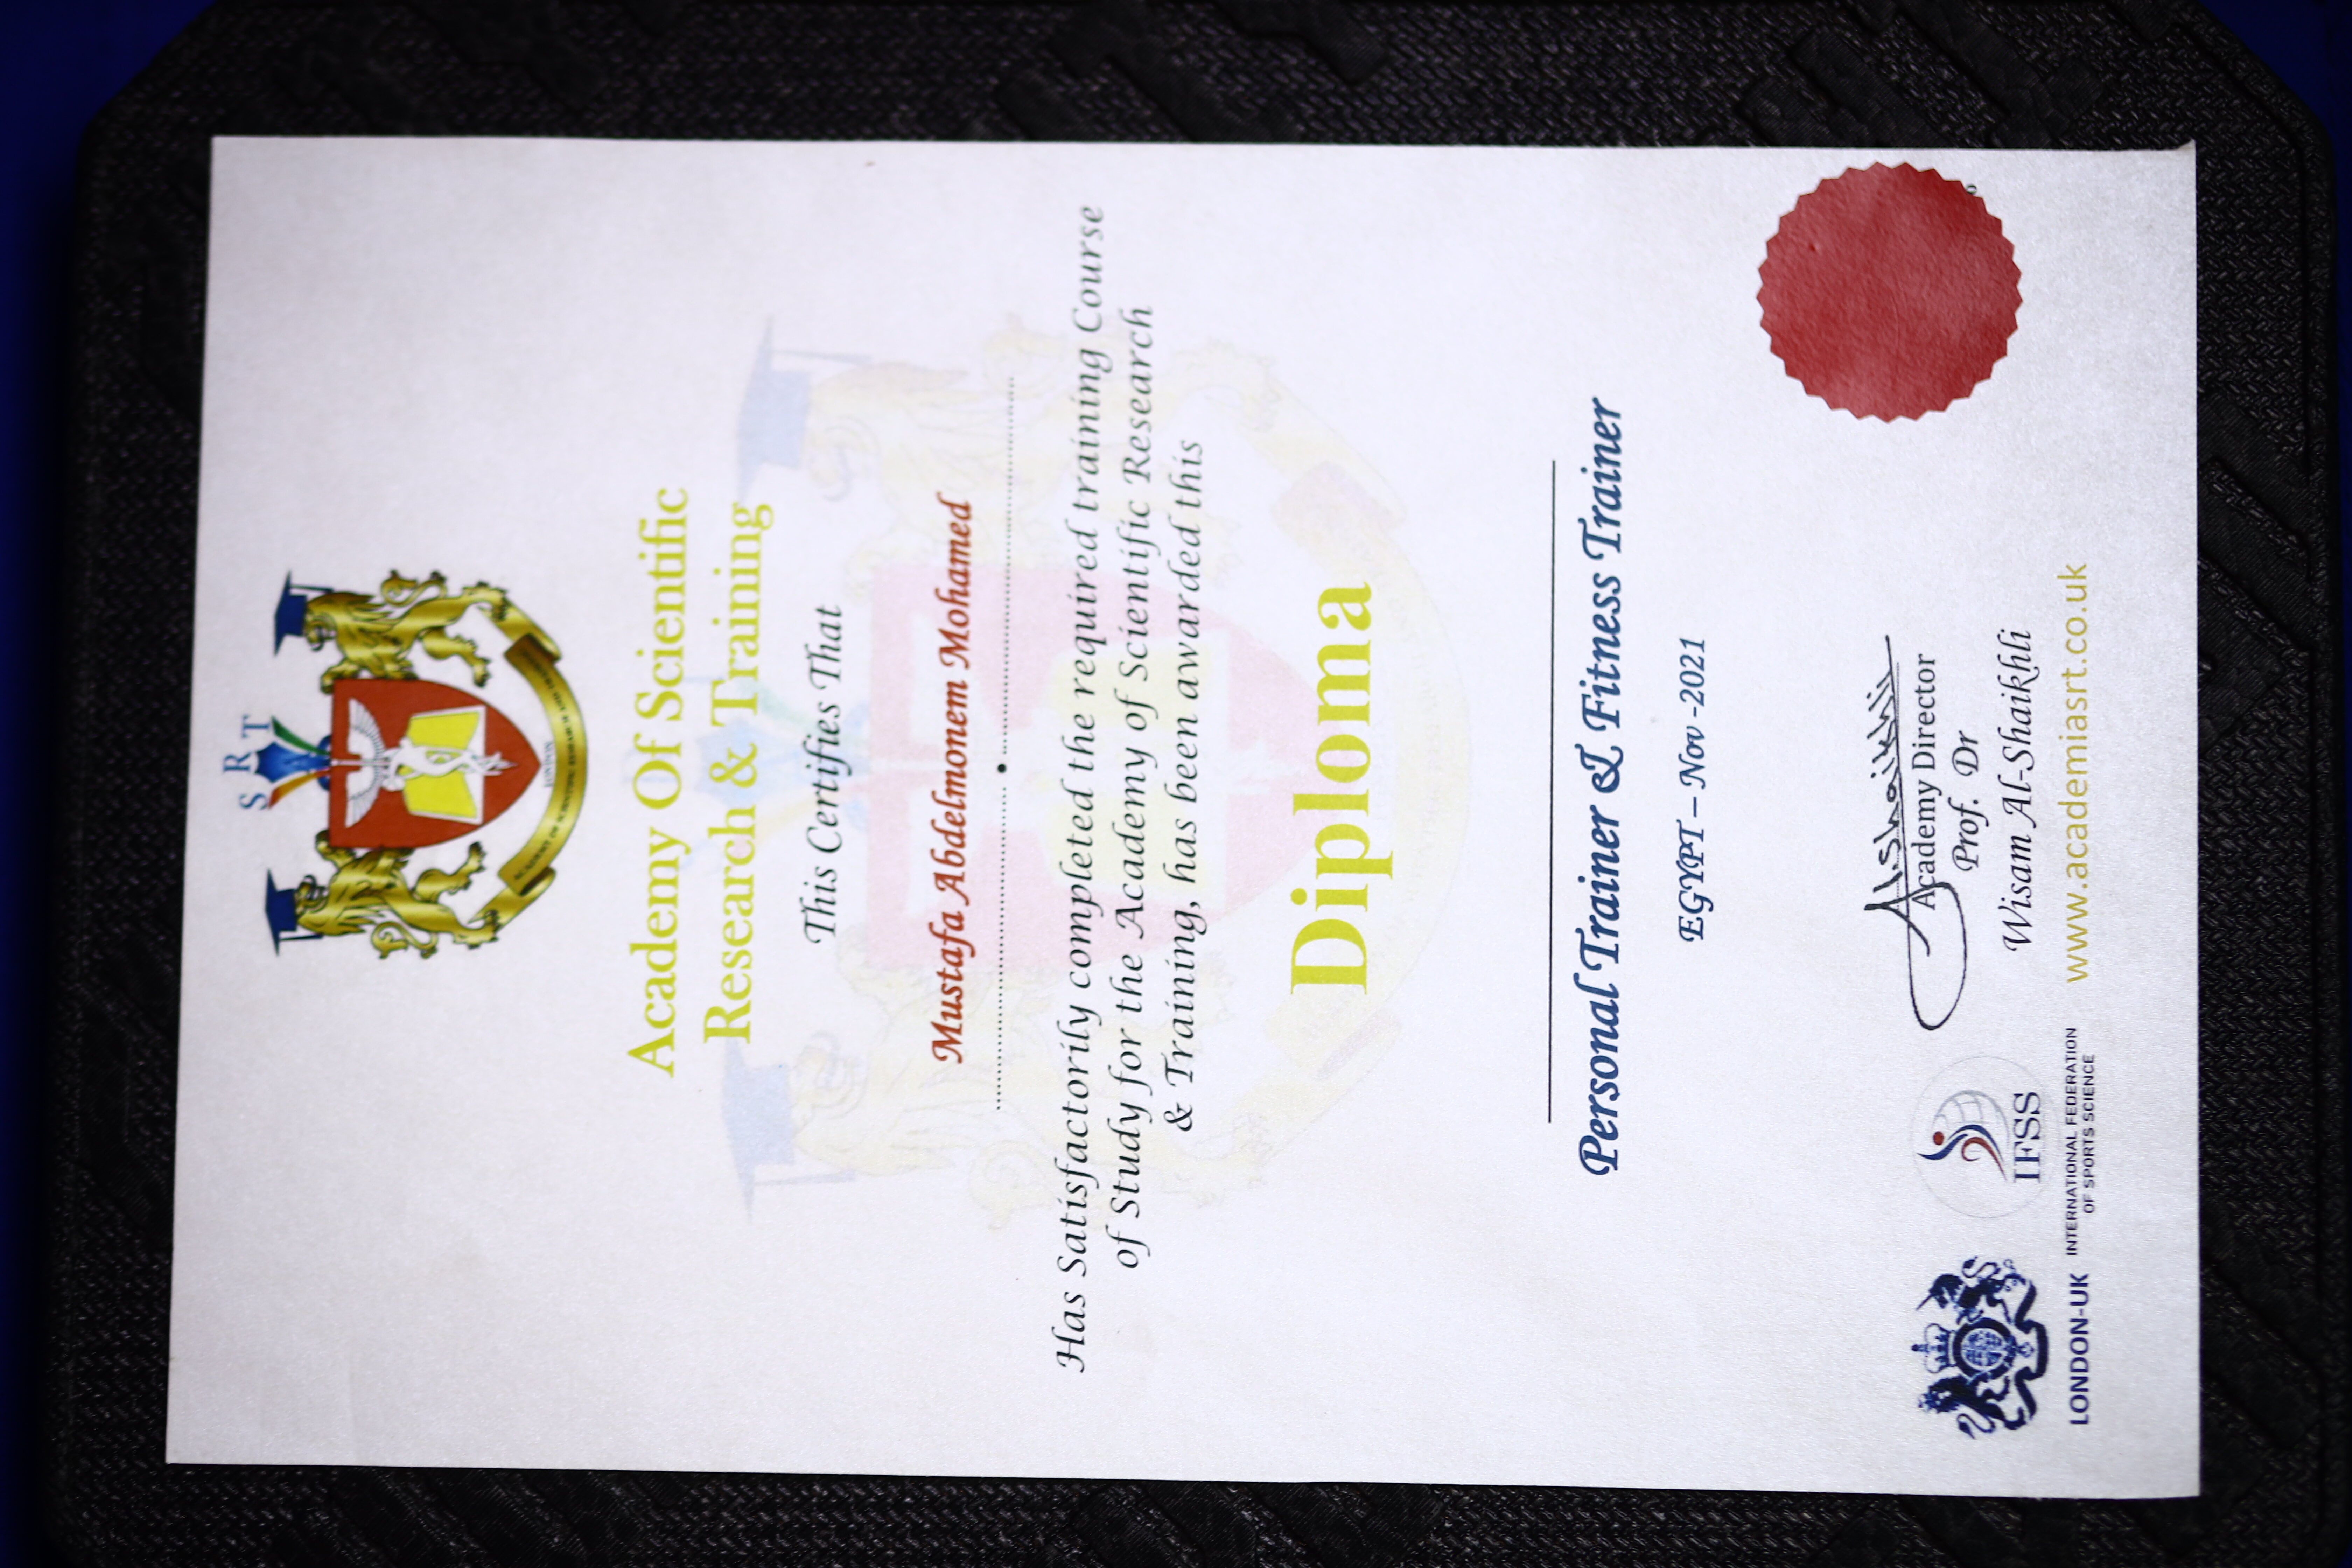 S R T
LONDON
Academy Of Scientific
Research & Training
This Certifies That
Mustafa Abdelmonem Mohamed
Has Satisfactorily completed the required training Course
of Study for the Academy of Scientific Research
& Training, has been awarded this
Diploma
Personal Trainer & Fitness Trainer
EGYPT – Nov -2021
Al.Shaikhli
Academy Director
Prof. Dr
Wisam Al-Shaikhli
www.academiasrt.co.uk
IFSS
INTERNATIONAL FEDERATION
OF SPORTS SCIENCE
LONDON-UK